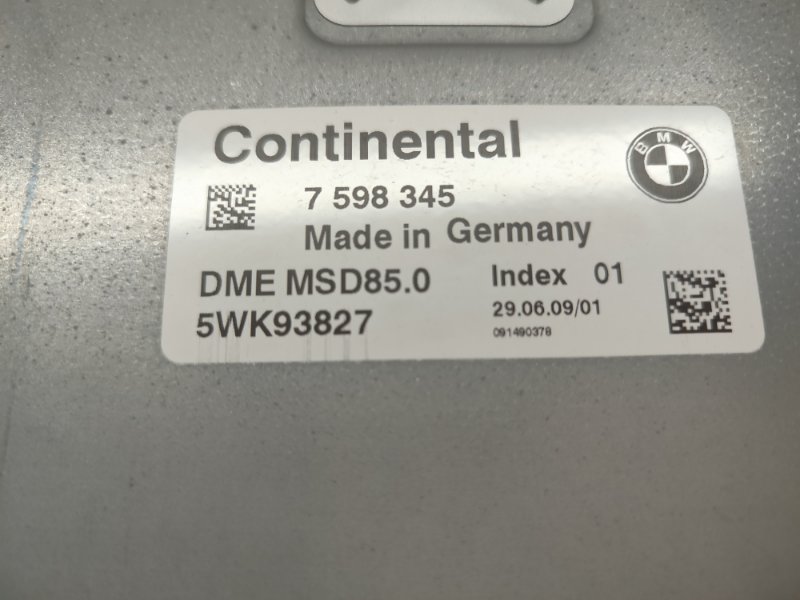 Continental
BMW
7 598 345
Made in Germany
DME MSD85.0
Index 01
5WK93827
29.06.09/01
091490378